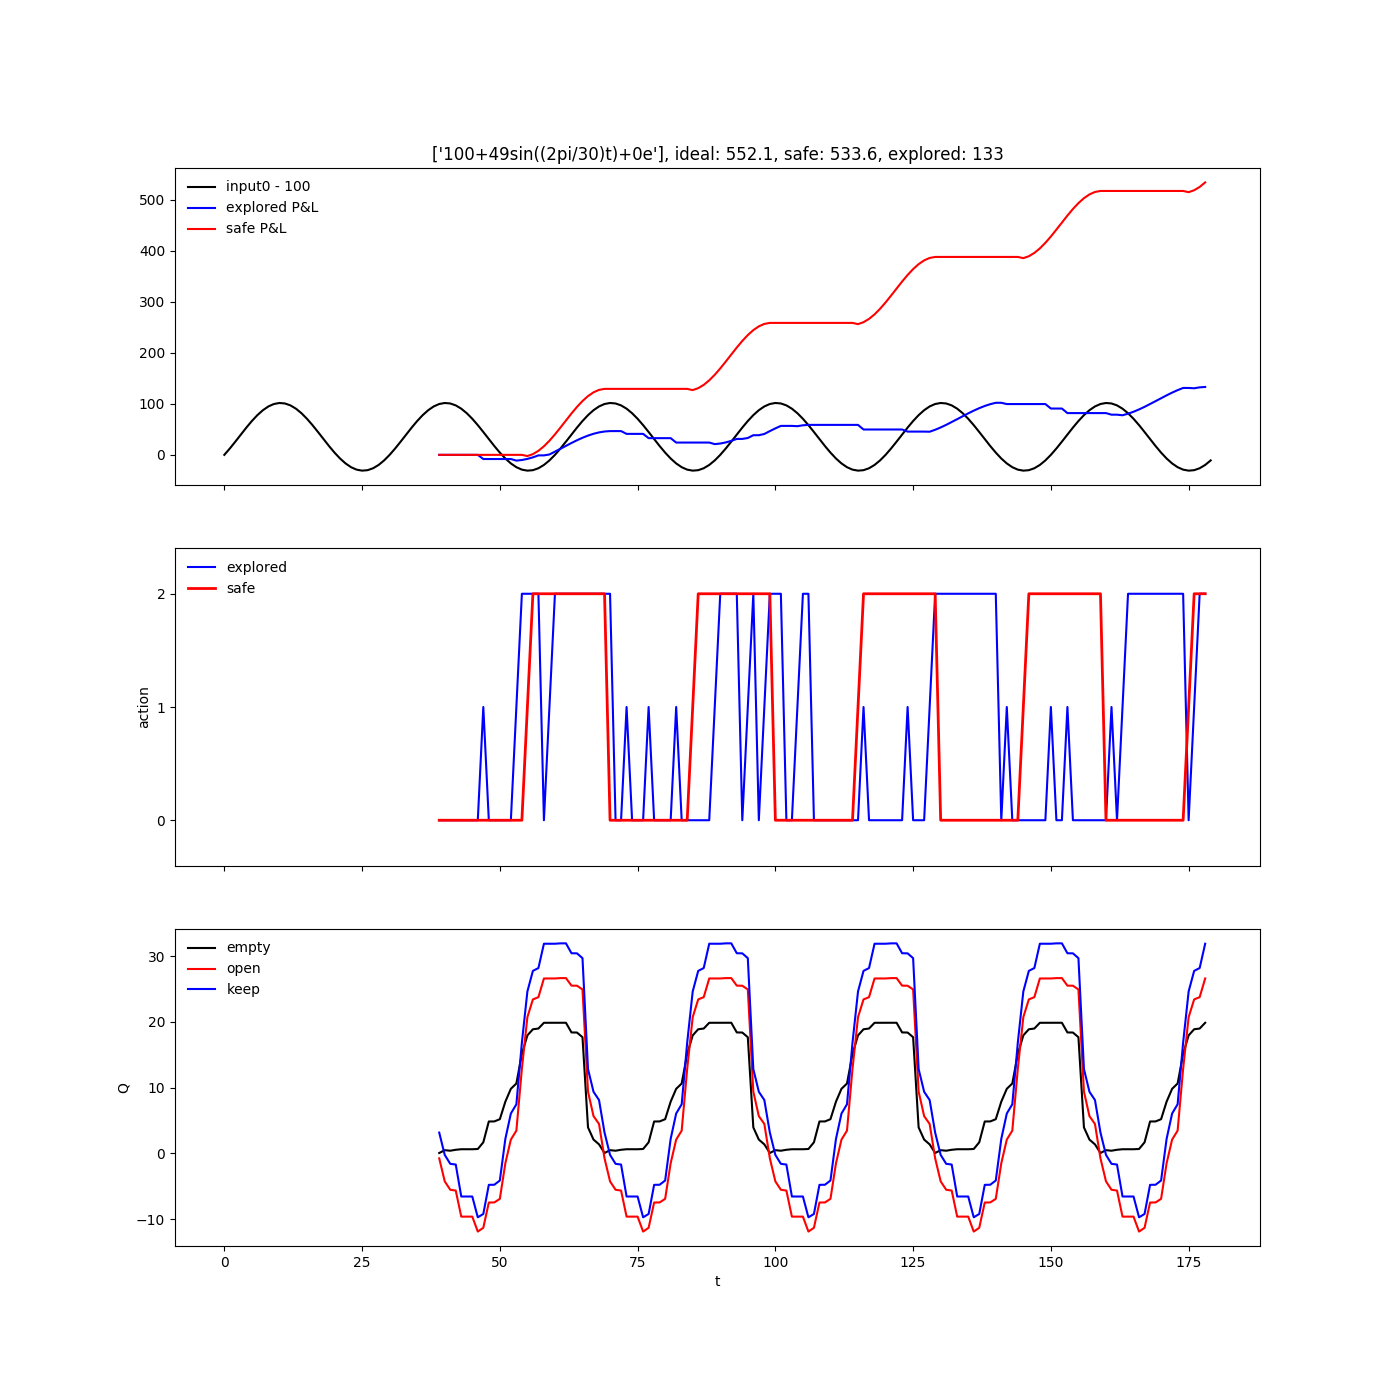 ['100+49sin((2pi/30)t)+0e'], ideal: 552.1, safe: 533.6, explored: 133
input0 - 100
explored P&L
safe P&L
500
400
300
200
100
0
explored
safe
2
1
0
action
empty
open
keep
30
20
10
0
−10
Q
0 25 50 75 100 125 150 175
t